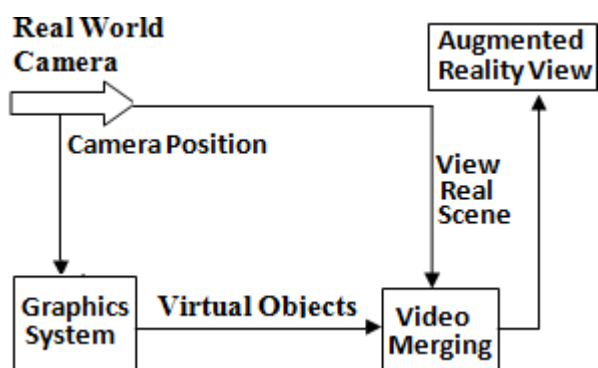 Real World
Camera
Augmented
Reality View
Camera Position
View
Real
Scene
Graphics
System
Virtual Objects
Video
Merging